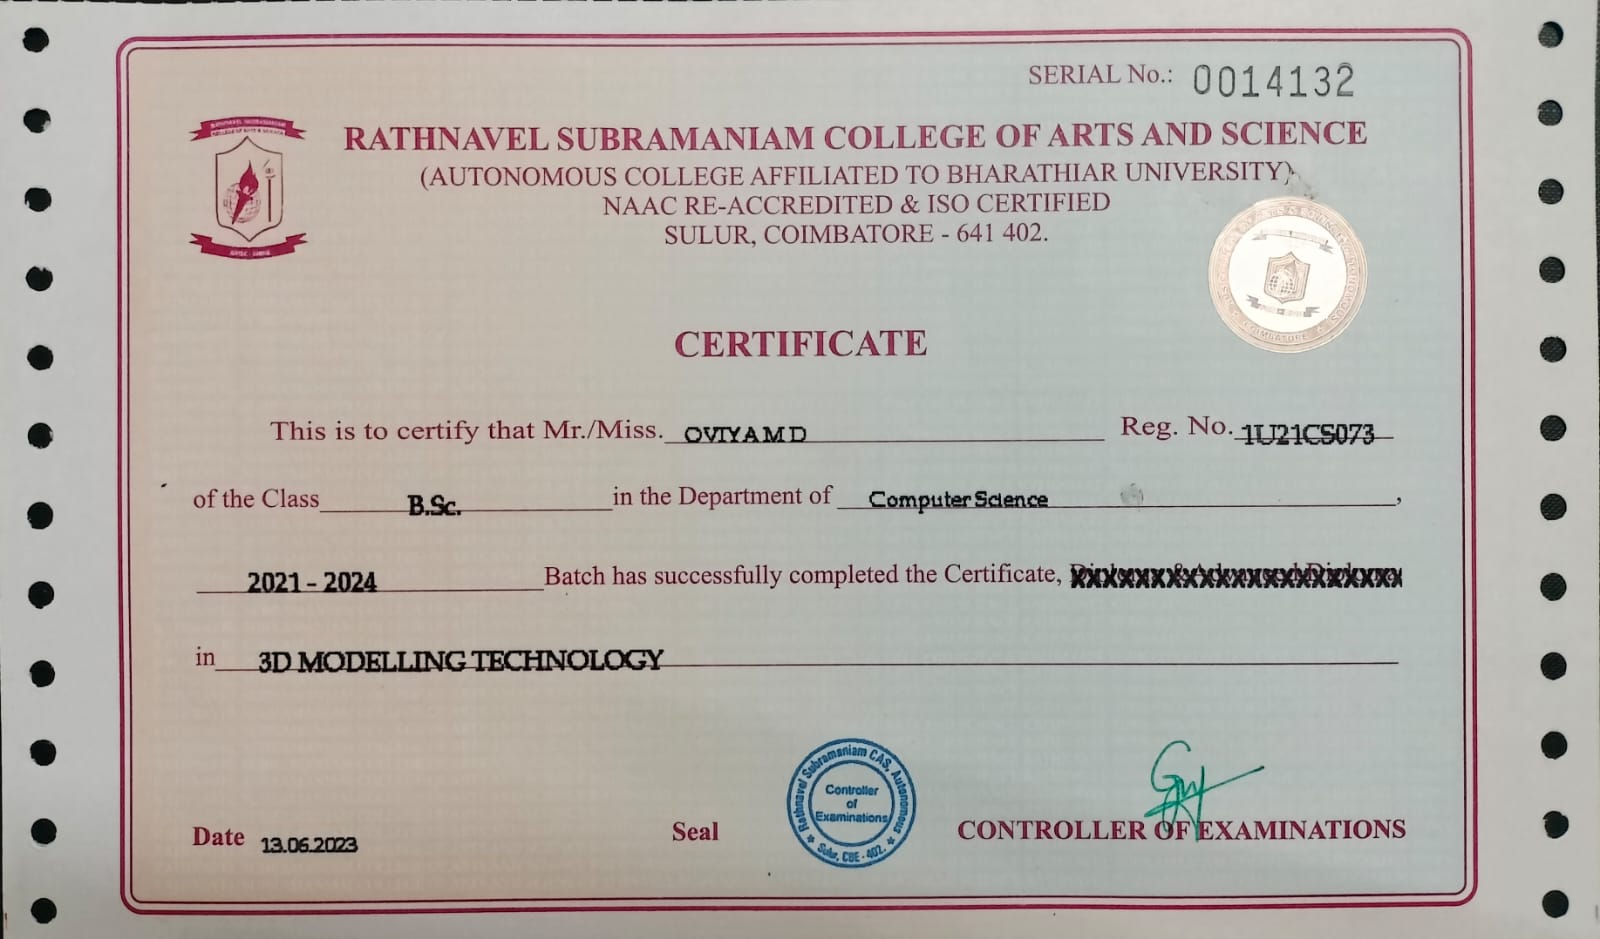 SERIAL No.: 0014132
RATHNAVEL SUBRAMANIAM COLLEGE OF ARTS AND SCIENCE
(AUTONOMOUS COLLEGE AFFILIATED TO BHARATHIAR UNIVERSITY)
NAAC RE-ACCREDITED & ISO CERTIFIED
SULUR, COIMBATORE - 641 402.
CERTIFICATE
This is to certify that Mr./Miss. OVIYA M D Reg. No. 1U21CS073
of the Class B.Sc. in the Department of Computer Science ,
2021 - 2024 Batch has successfully completed the Certificate,
in 3D MODELLING TECHNOLOGY
Date 13.06.2023
Seal
Rathnavel Subramaniam CAS, Autonomous
Controller
of
Examinations
Sulur, CBE - 402.
CONTROLLER OF EXAMINATIONS